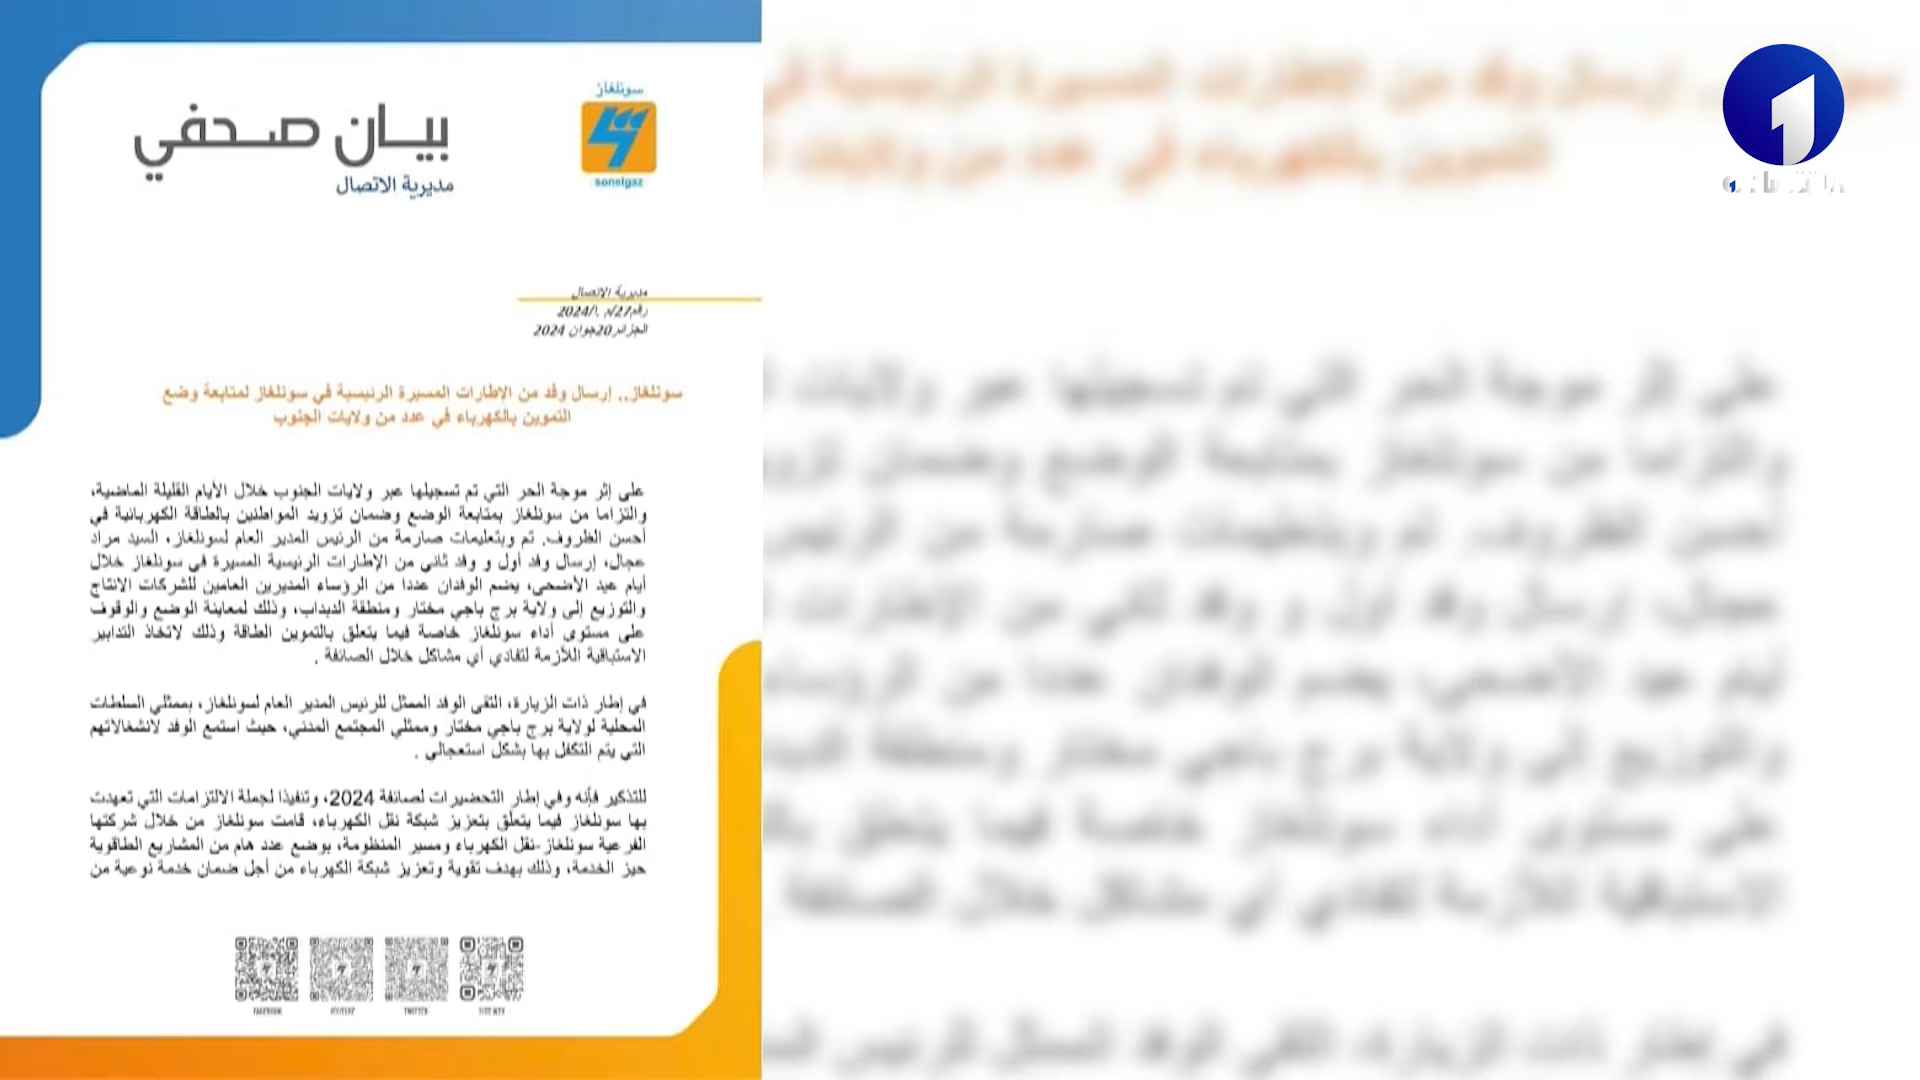 سونلغاز
sonelgaz
بيان صحفي
مديرية الاتصال
مديرية الاتصال
الجزائر20جوان 2024
سونلغاز.. إرسال وفد من الاطارات المسيرة الرئيسية في سونلغاز لمتابعة وضع
التموين بالكهرباء في عدد من ولايات الجنوب
على إثر موجة الحر التي تم تسجيلها عبر ولايات الجنوب خلال الأيام القليلة الماضية،
والتزاما من سونلغاز بمتابعة الوضع وضمان تزويد المواطنين بالطاقة الكهربائية في
أحسن الظروف. تم وبتعليمات صارمة من الرئيس المدير العام لسونلغاز، السيد مراد
عجال، إرسال وفد أول و وفد ثاني من الإطارات الرئيسية المسيرة في سونلغاز خلال
أيام عيد الأضحى، يضم الوفدان عددا من الرؤساء المديرين العامين للشركات الانتاج
والتوزيع إلى ولاية برج باجي مختار ومنطقة الدبداب، وذلك لمعاينة الوضع والوقوف
على مستوى أداء سونلغاز خاصة فيما يتعلق بالتموين الطاقة وذلك لاتخاذ التدابير
الاستباقية اللازمة لتفادي أي مشاكل خلال الصائفة .
في إطار ذات الزيارة، التقى الوفد الممثل للرئيس المدير العام لسونلغاز، بممثلي السلطات
المحلية لولاية برج باجي مختار وممثلي المجتمع المدني، حيث استمع الوفد لانشغالاتهم
التي يتم التكفل بها بشكل استعجالي .
للتذكير فإنه وفي إطار التحضيرات لصائفة 2024، وتنفيذا لجملة الالتزامات التي تعهدت
بها سونلغاز فيما يتعلق بتعزيز شبكة نقل الكهرباء، قامت سونلغاز من خلال شركتها
الفرعية سونلغاز-نقل الكهرباء ومسير المنظومة، بوضع عدد هام من المشاريع الطاقوية
حيز الخدمة، وذلك بهدف تقوية وتعزيز شبكة الكهرباء من أجل ضمان خدمة نوعية من
FACEBOOK
YOUTUBE
TWITTER
SITE WEB
1